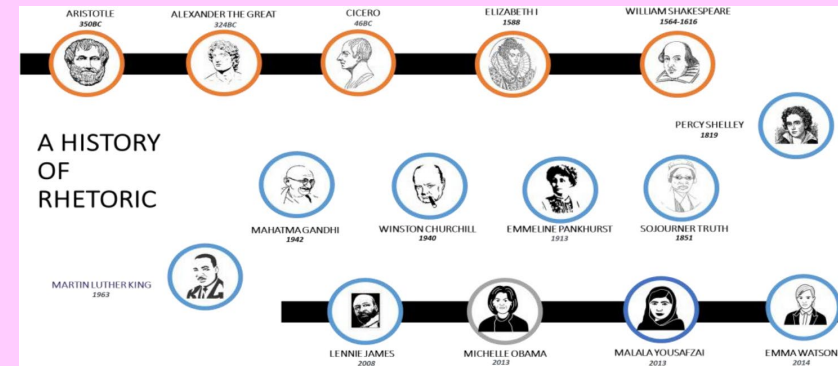 ARISTOTLE
350BC
ALEXANDER THE GREAT
324BC
CICERO
46BC
ELIZABETH I
1588
WILLIAM SHAKESPEARE
1564-1616
PERCY SHELLEY
1819
A HISTORY
OF
RHETORIC
MAHATMA GANDHI
1942
WINSTON CHURCHILL
1940
EMMELINE PANKHURST
1913
SOJOURNER TRUTH
1851
MARTIN LUTHER KING
1963
LENNIE JAMES
2008
MICHELLE OBAMA
2013
MALALA YOUSAFZAI
2013
EMMA WATSON
2014